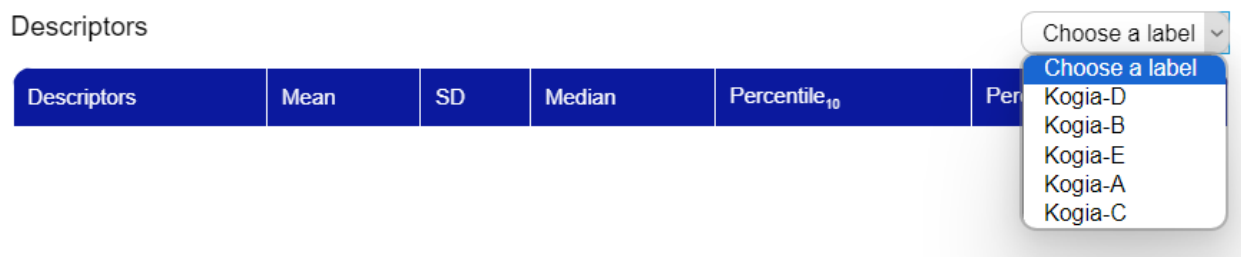 Descriptors
Choose a label
Descriptors Mean SD Median Percentile₁₀
Choose a label
Kogia-D
Kogia-B
Kogia-E
Kogia-A
Kogia-C